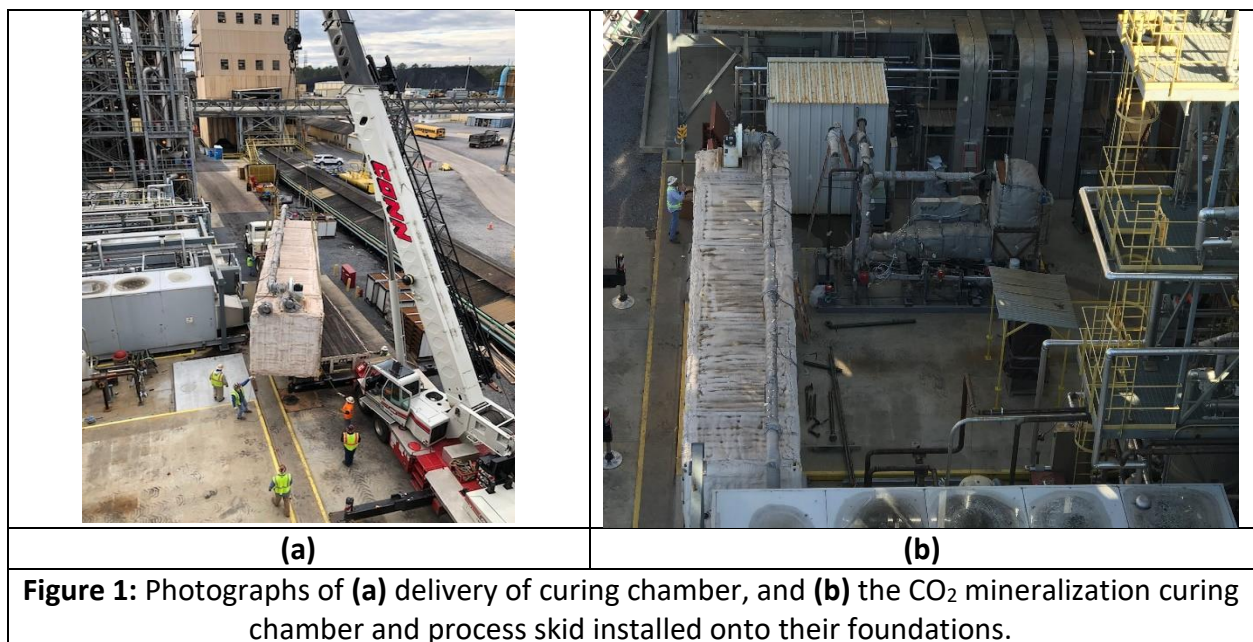 CONN
(a)
(b)
Figure 1: Photographs of (a) delivery of curing chamber, and (b) the CO2 mineralization curing
chamber and process skid installed onto their foundations.